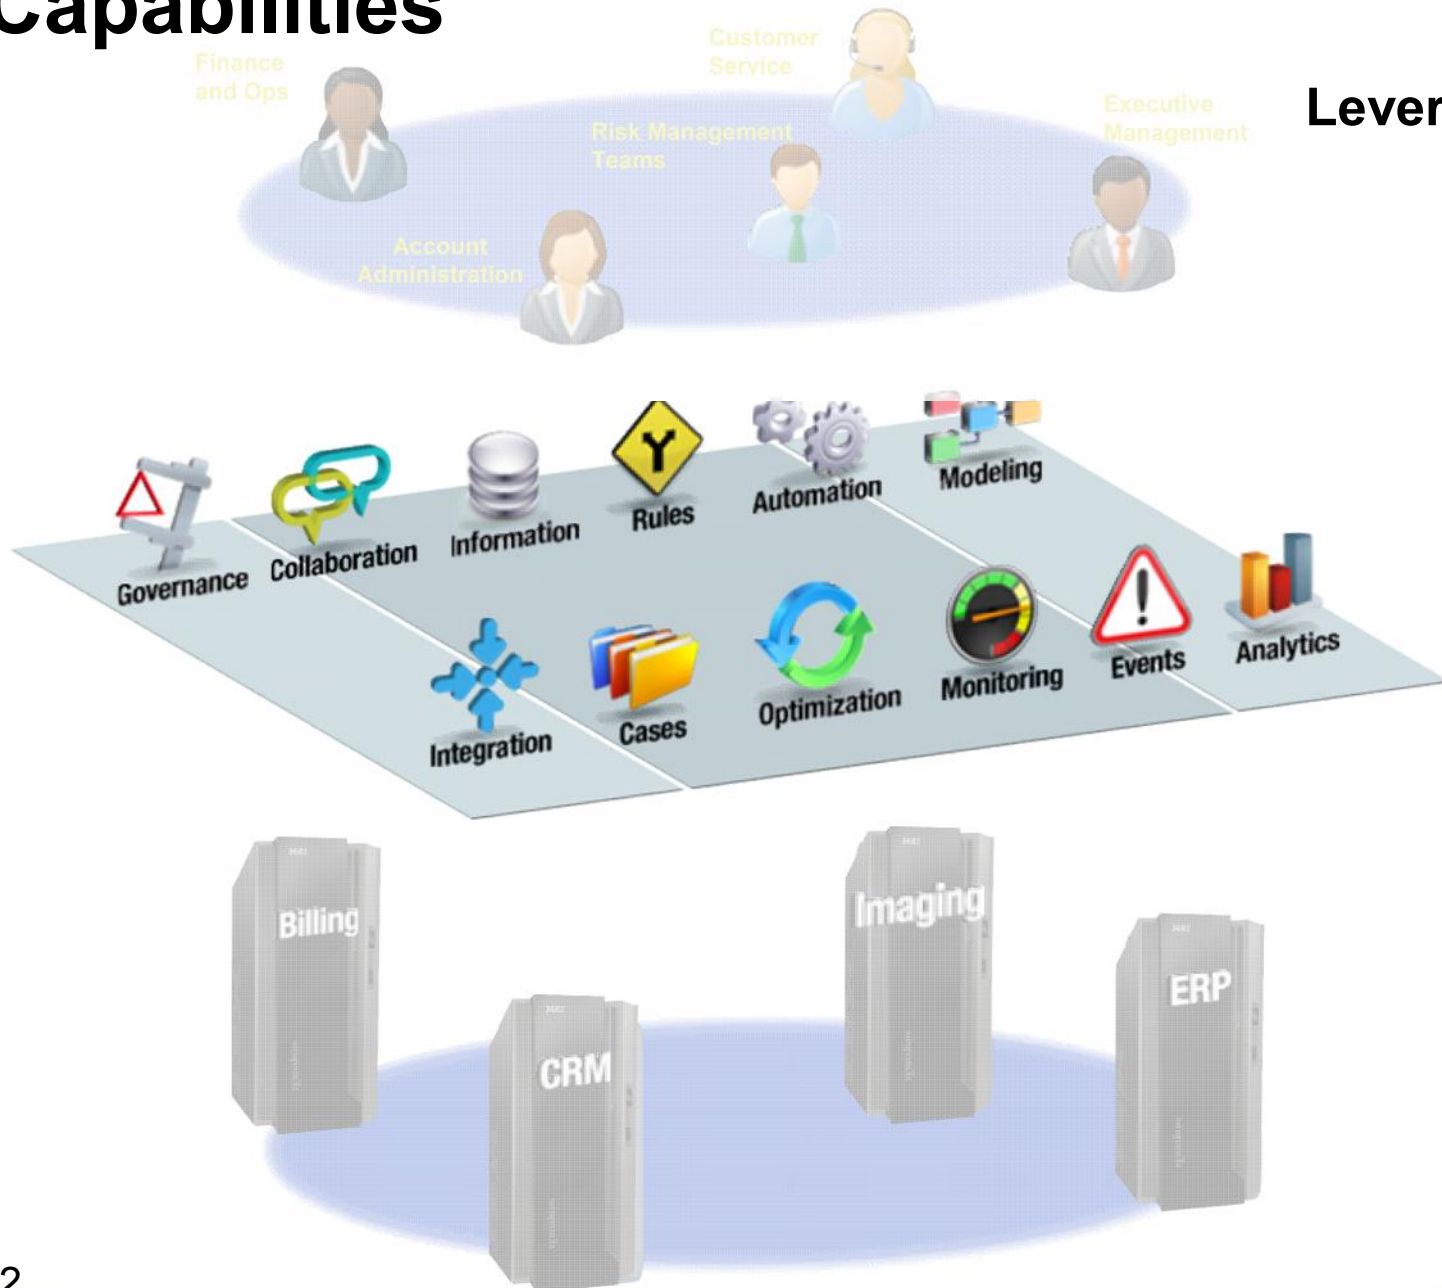 Capabilities
Customer
Service
Finance
and Ops
Executive
Management
Lever
Risk Management
Teams
Account
Administration
Governance
Collaboration
Information
Rules
Automation
Modeling
Integration
Cases
Optimization
Monitoring
Events
Analytics
Billing
Imaging
CRM
ERP
2